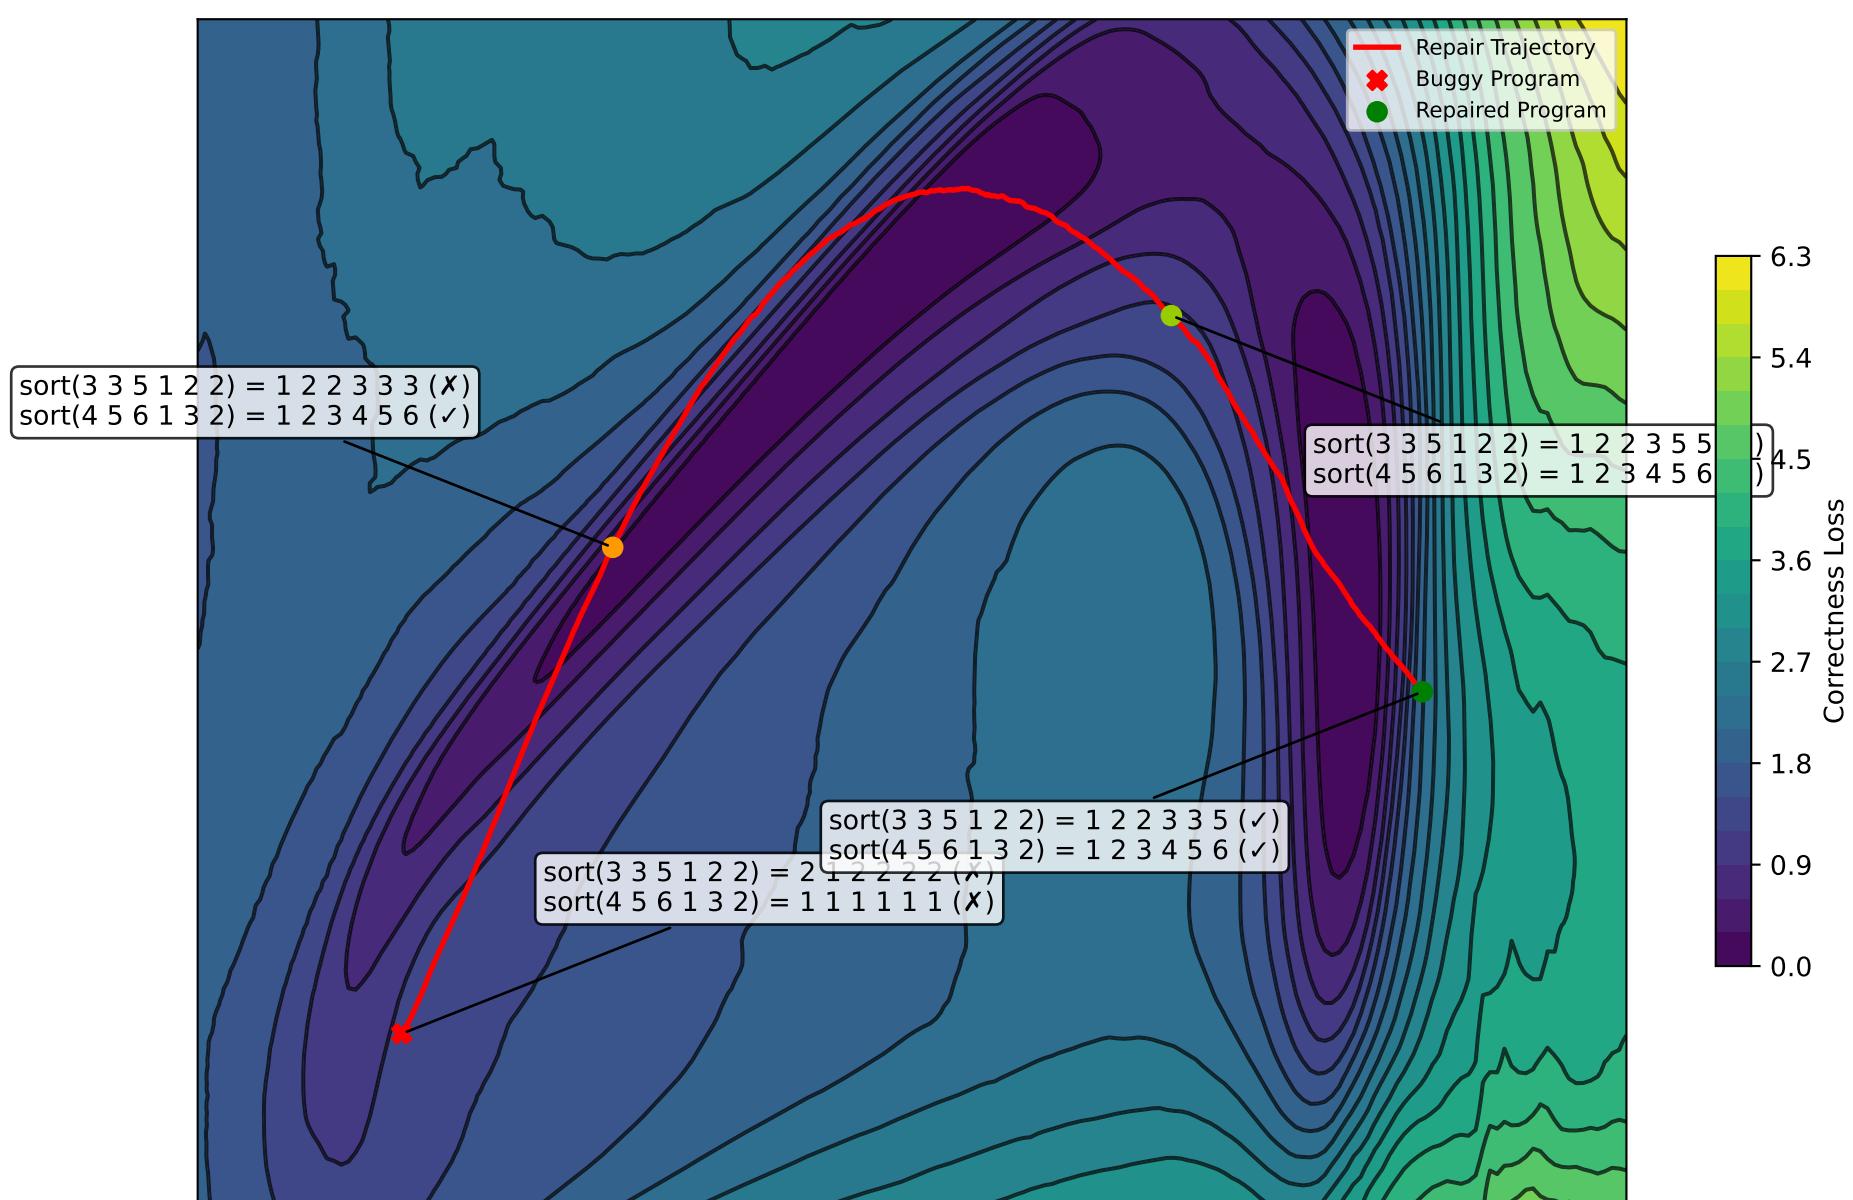 Repair Trajectory
Buggy Program
Repaired Program
sort(3 3 5 1 2 2) = 1 2 2 3 3 3 (✗)
sort(4 5 6 1 3 2) = 1 2 3 4 5 6 (✓)
sort(3 3 5 1 2 2) = 1 2 2 3 5 5 )
sort(4 5 6 1 3 2) = 1 2 3 4 5 6 )
sort(3 3 5 1 2 2) = 1 2 2 3 3 5 (✓)
sort(4 5 6 1 3 2) = 1 2 3 4 5 6 (✓)
sort(3 3 5 1 2 2) = 2 1 2 2 2 2 (✗)
sort(4 5 6 1 3 2) = 1 1 1 1 1 1 (✗)
6.3
5.4
4.5
3.6
2.7
1.8
0.9
0.0
Correctness Loss